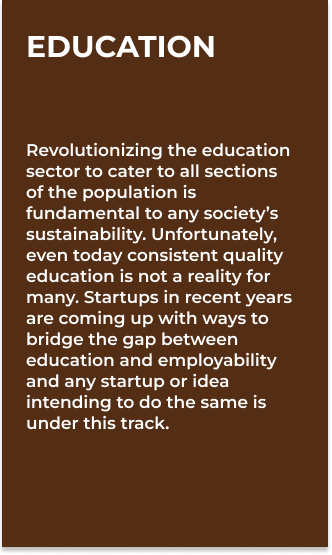 EDUCATION
Revolutionizing the education
sector to cater to all sections
of the population is
fundamental to any society’s
sustainability. Unfortunately,
even today consistent quality
education is not a reality for
many. Startups in recent years
are coming up with ways to
bridge the gap between
education and employability
and any startup or idea
intending to do the same is
under this track.